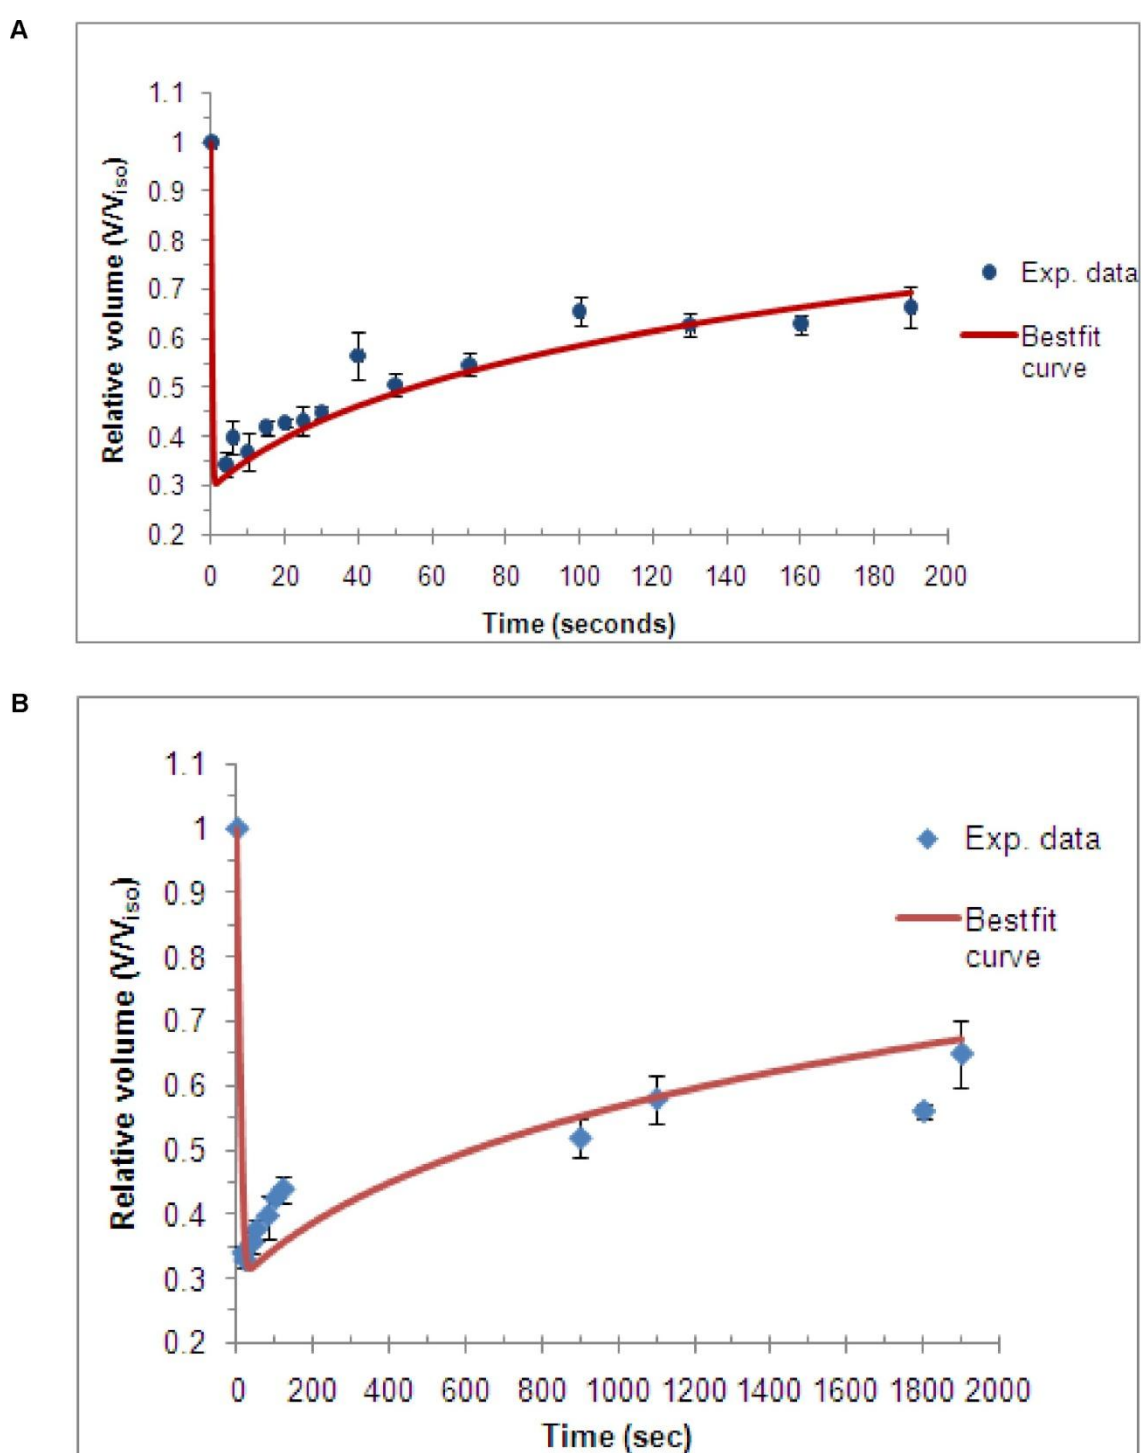 A
1.1
1
0.9
0.8
0.7
0.6
0.5
0.4
0.3
0.2
Relative volume (V/Viso)
0 20 40 60 80 100 120 140 160 180 200
Time (seconds)
Exp. data
Bestfit
curve
B
1.1
1
0.9
0.8
0.7
0.6
0.5
0.4
0.3
0.2
Relative volume (V/Viso)
0 200 400 600 800 1000 1200 1400 1600 1800 2000
Time (sec)
Exp. data
Bestfit
curve